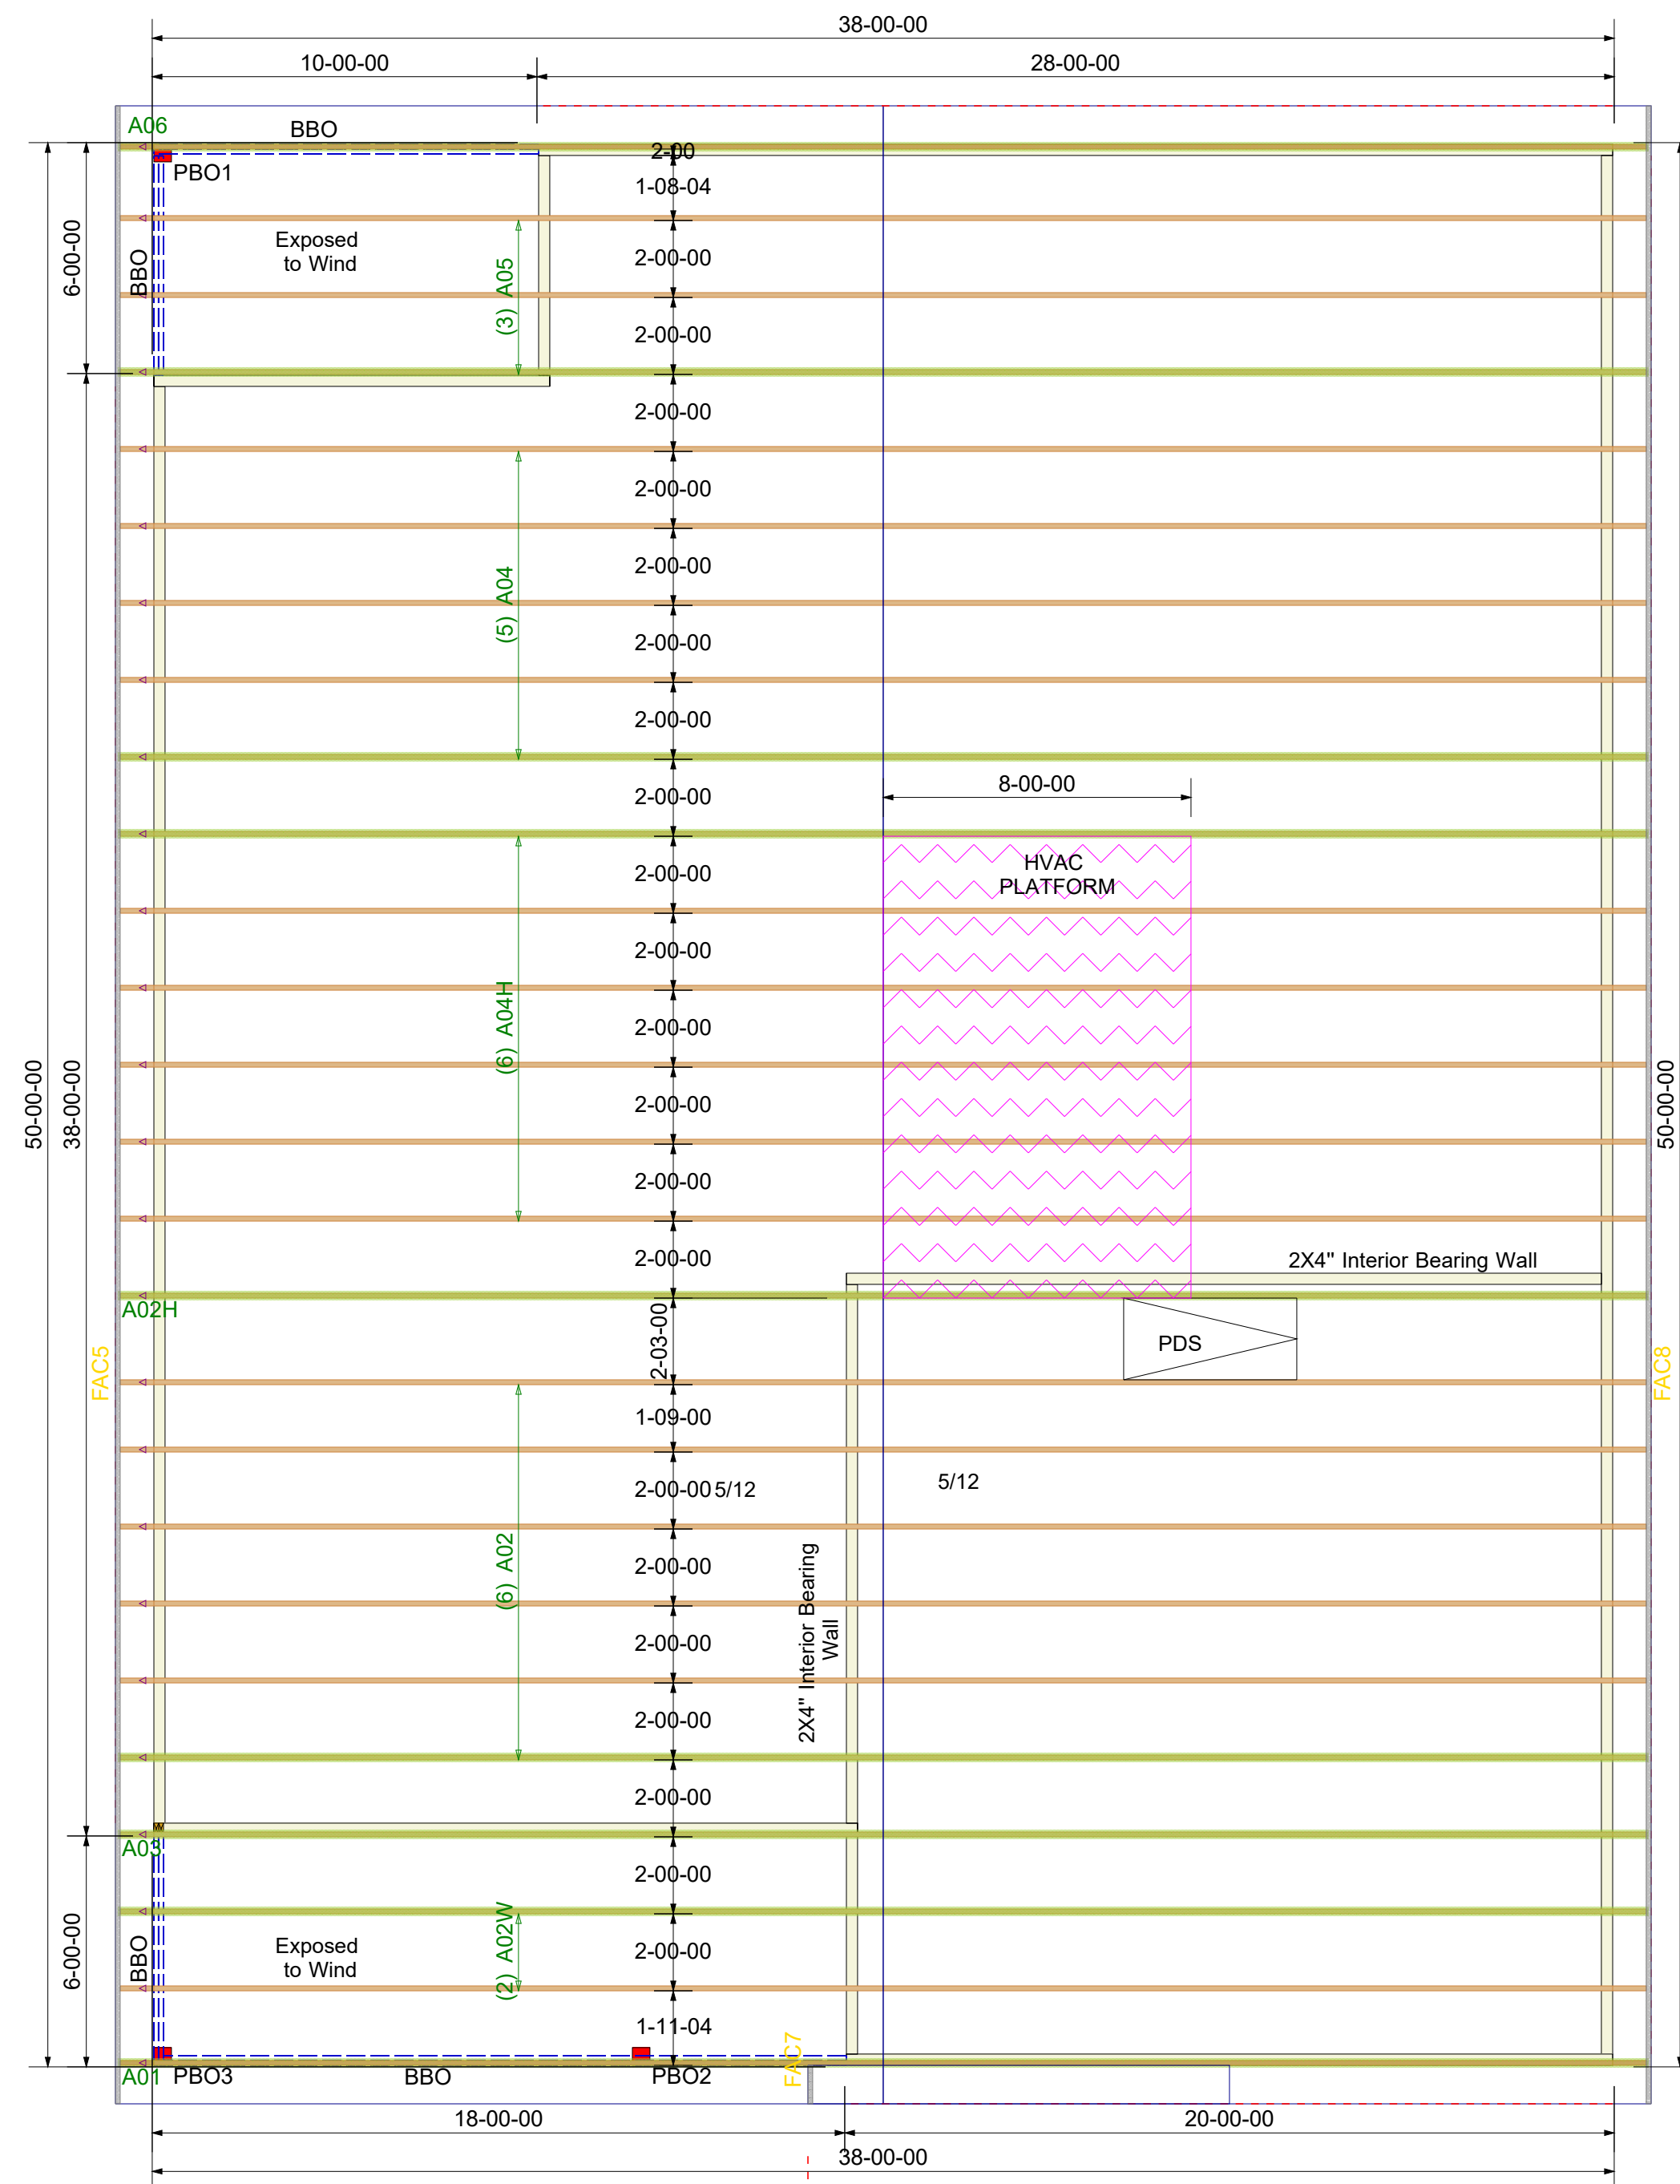 38-00-00
10-00-00
28-00-00
A06
BBO
2-00
PBO1
1-08-04
6-00-00
BBO
Exposed
to Wind
(3) A05
2-00-00
2-00-00
2-00-00
2-00-00
2-00-00
(5) A04
2-00-00
2-00-00
8-00-00
2-00-00
HVAC
PLATFORM
2-00-00
2-00-00
(6) A04H
2-00-00
50-00-00
38-00-00
50-00-00
2-00-00
2-00-00
2-00-00
2X4" Interior Bearing Wall
A02H
2-03-00
PDS
FAC5
FAC8
1-09-00
2-00-00
5/12
5/12
(6) A02
2-00-00
2X4" Interior Bearing
Wall
2-00-00
2-00-00
2-00-00
A03
2-00-00
6-00-00
BBO
Exposed
to Wind
(2) A02W
2-00-00
1-11-04
FAC7
A01
PBO3
BBO
PBO2
18-00-00
20-00-00
38-00-00